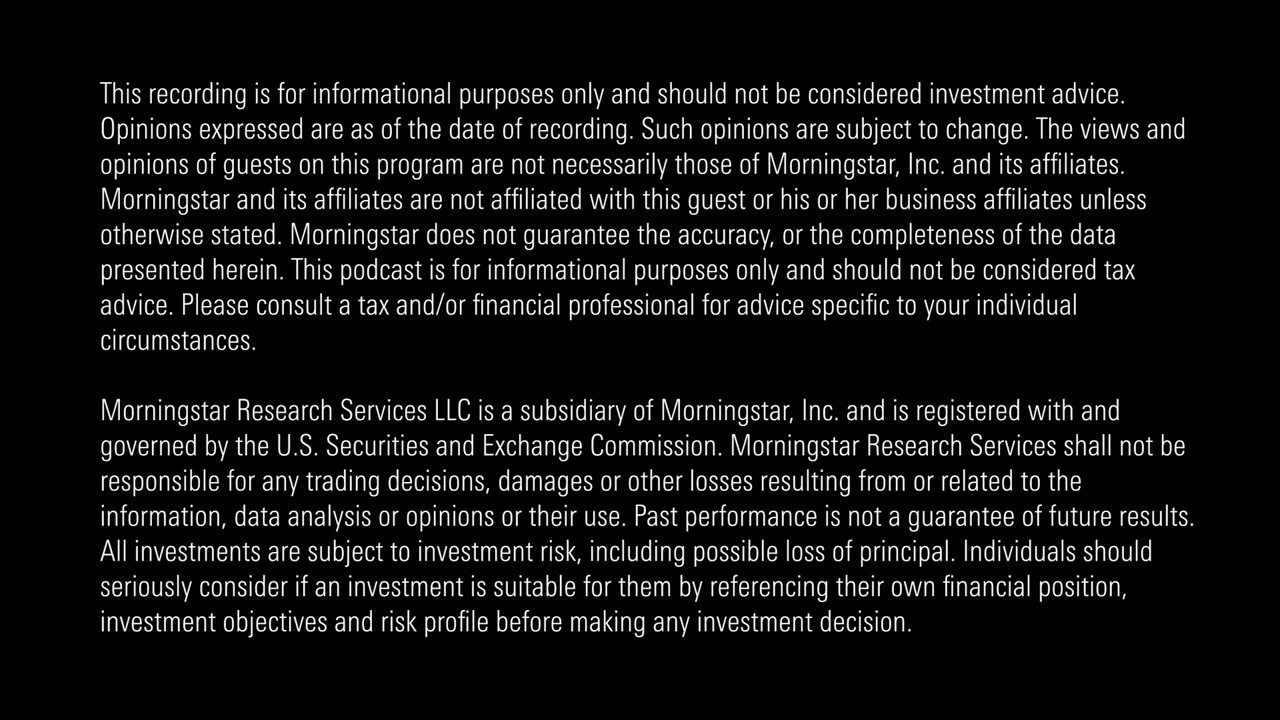 This recording is for informational purposes only and should not be considered investment advice.
Opinions expressed are as of the date of recording. Such opinions are subject to change. The views and
opinions of guests on this program are not necessarily those of Morningstar, Inc. and its affiliates.
Morningstar and its affiliates are not affiliated with this guest or his or her business affiliates unless
otherwise stated. Morningstar does not guarantee the accuracy, or the completeness of the data
presented herein. This podcast is for informational purposes only and should not be considered tax
advice. Please consult a tax and/or financial professional for advice specific to your individual
circumstances.
Morningstar Research Services LLC is a subsidiary of Morningstar, Inc. and is registered with and
governed by the U.S. Securities and Exchange Commission. Morningstar Research Services shall not be
responsible for any trading decisions, damages or other losses resulting from or related to the
information, data analysis or opinions or their use. Past performance is not a guarantee of future results.
All investments are subject to investment risk, including possible loss of principal. Individuals should
seriously consider if an investment is suitable for them by referencing their own financial position,
investment objectives and risk profile before making any investment decision.